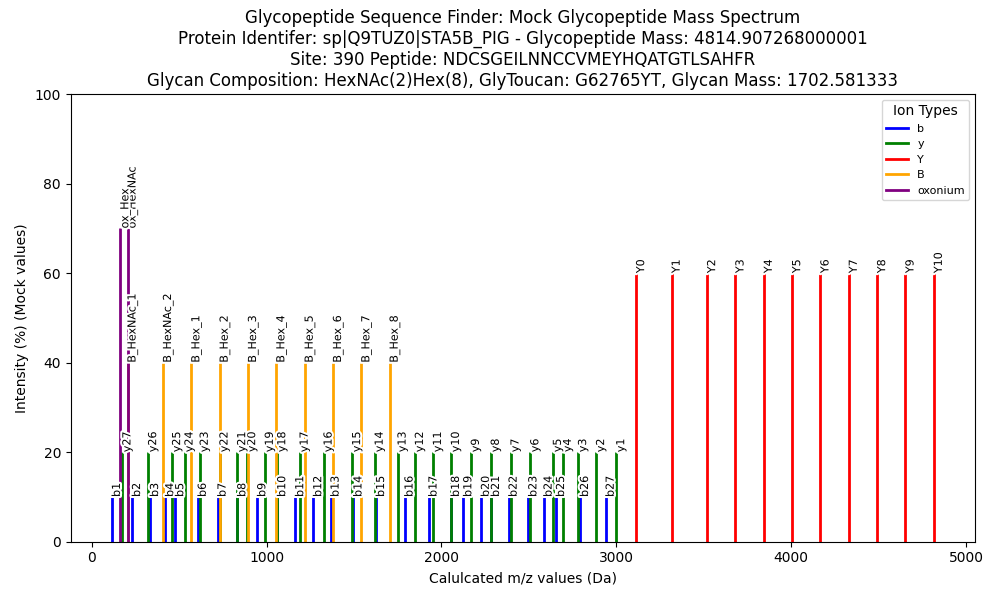 Glycopeptide Sequence Finder: Mock Glycopeptide Mass Spectrum
Protein Identifer: sp|Q9TUZ0|STA5B_PIG - Glycopeptide Mass: 4814.907268000001
Site: 390 Peptide: NDCSGEILNNCCVMEYHQATGTLSAHFR
Glycan Composition: HexNAc(2)Hex(8), GlyToucan: G62765YT, Glycan Mass: 1702.581333
Intensity (%) (Mock values)
100
80
60
40
20
0
Ion Types
b
y
Y
B
oxonium
ox_Hex
ox_HexNAc
Y0
Y1
Y2
Y3
Y4
Y5
Y6
Y7
Y8
Y9
Y10
B_HexNAc_1
B_HexNAc_2
B_Hex_1
B_Hex_2
B_Hex_3
B_Hex_4
B_Hex_5
B_Hex_6
B_Hex_7
B_Hex_8
y27
y26
y25
y24
y23
y22
y21
y20
y19
y18
y17
y16
y15
y14
y13
y12
y11
y10
y9
y8
y7
y6
y5
y4
y3
y2
y1
b1
b2
b3
b4
b5
b6
b7
b8
b9
b10
b11
b12
b13
b14
b15
b16
b17
b18
b19
b20
b21
b22
b23
b24
b25
b26
b27
0
1000
2000
3000
4000
5000
Calulcated m/z values (Da)